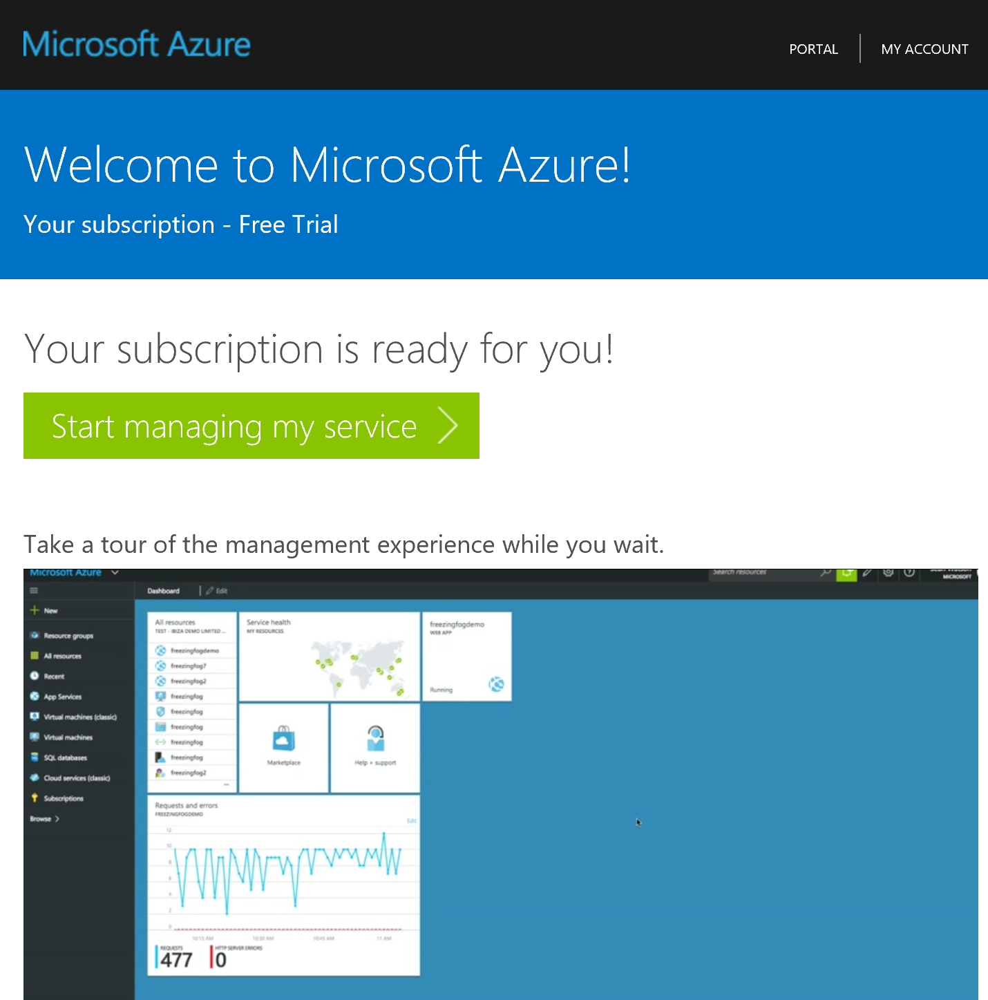 Microsoft Azure
PORTAL
MY ACCOUNT
Welcome to Microsoft Azure!
Your subscription - Free Trial
Your subscription is ready for you!
Start managing my service
Take a tour of the management experience while you wait.
Microsoft Azure
Search resources
MICROSOFT
Dashboard
Edit
New
Resource groups
All resources
Recent
App Services
Virtual machines (classic)
Virtual machines
SQL databases
Cloud services (classic)
Subscriptions
Browse
All resources
TEST - IBIZA DEMO LIMITED ...
freezingfogdemo
freezingfog7
freezingfog2
freezingfog
freezingfog
freezingfog
freezingfog
freezingfog
freezingfog2
Service health
MY RESOURCES
freezingfogdemo
WEB APP
Running
Marketplace
Help + support
Requests and errors
FREEZINGFOGDEMO
Edit
12
10
8
6
4
2
0
10:15 AM 10:30 AM 10:45 AM 11 AM
REQUESTS
477
HTTP SERVER ERRORS
0